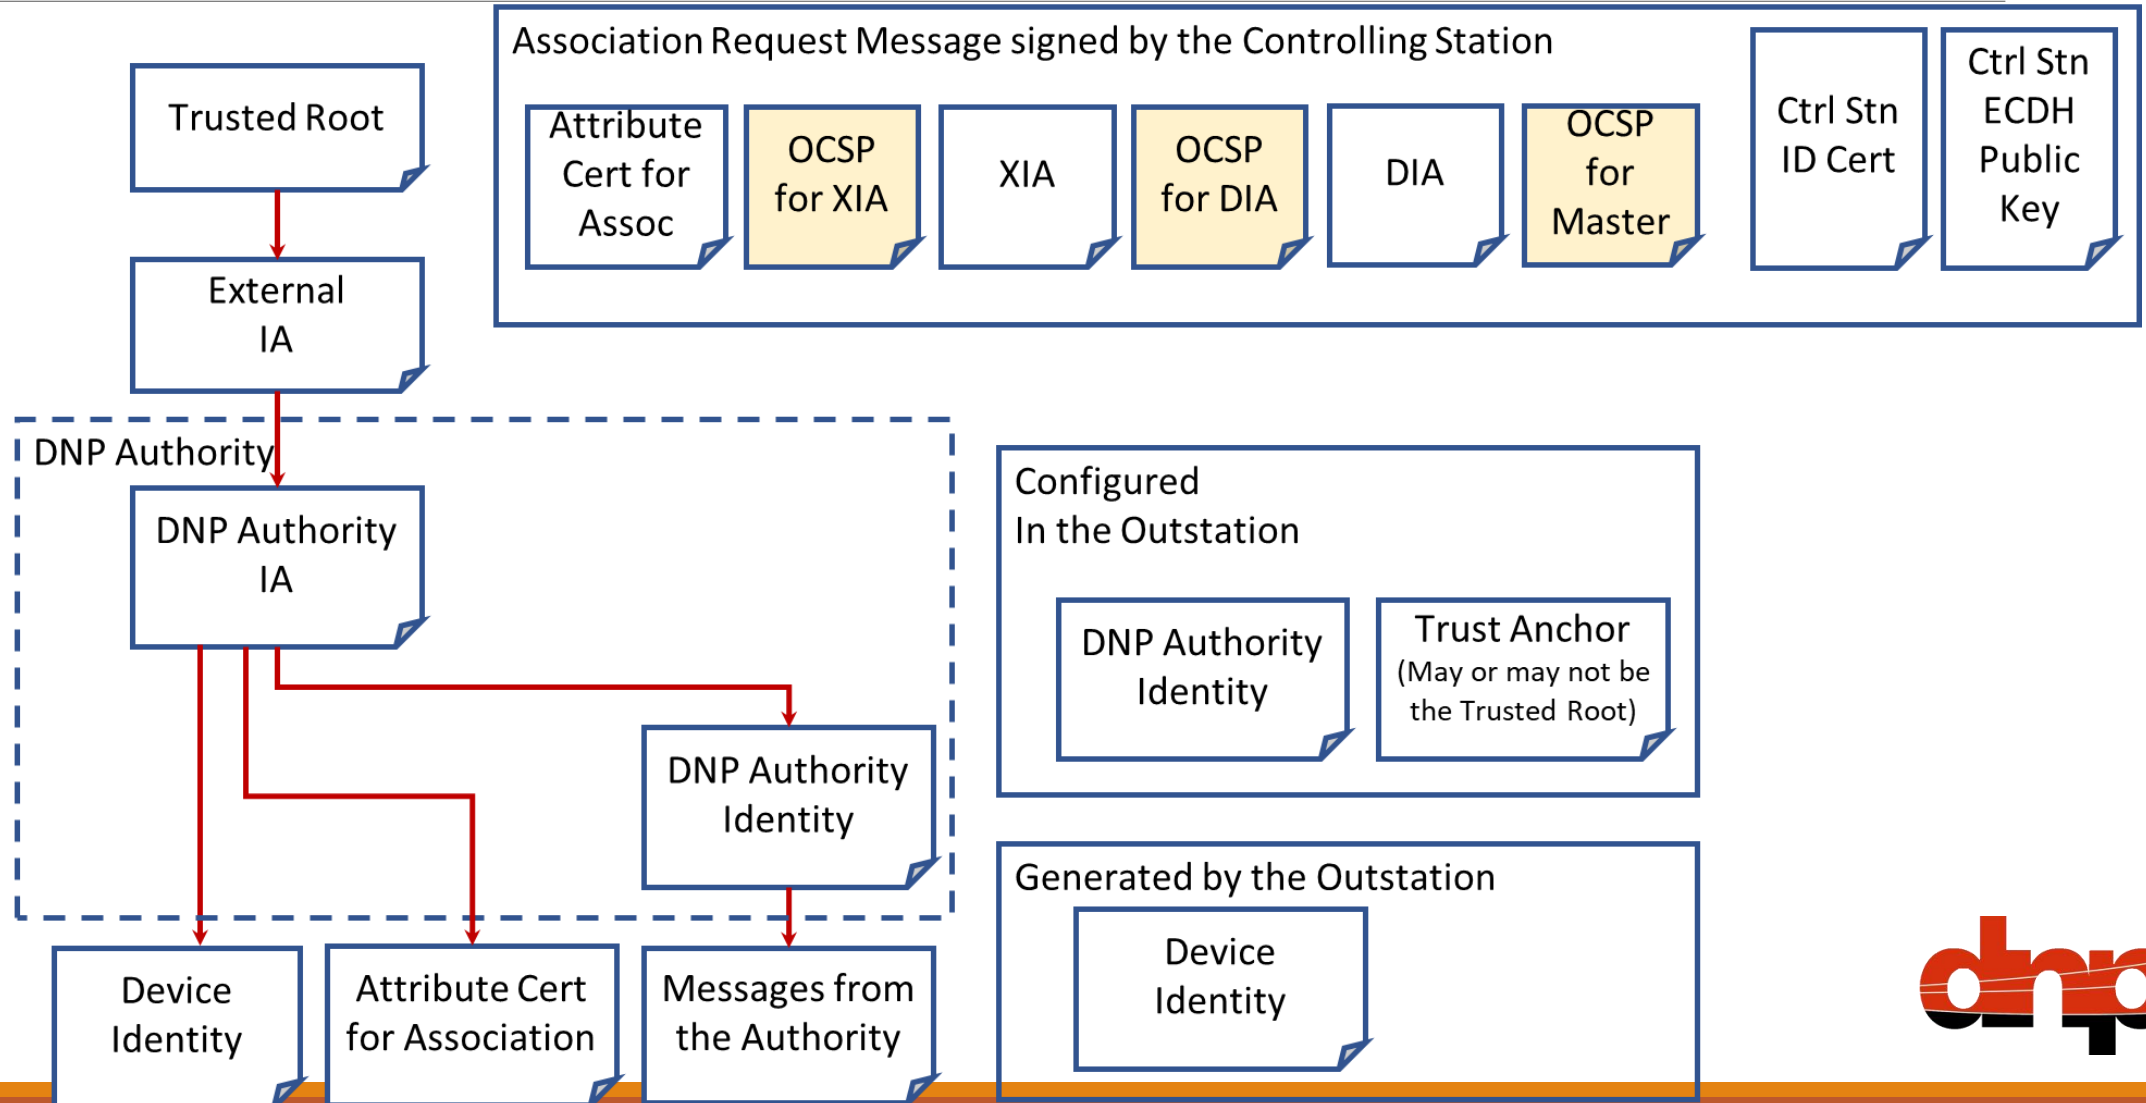 Association Request Message signed by the Controlling Station
Attribute
Cert for
Assoc
OCSP
for XIA
XIA
OCSP
for DIA
DIA
OCSP
for
Master
Ctrl Stn
ID Cert
Ctrl Stn
ECDH
Public
Key
Trusted Root
External
IA
DNP Authority
DNP Authority
IA
DNP Authority
Identity
Device
Identity
Attribute Cert
for Association
Messages from
the Authority
Configured
In the Outstation
DNP Authority
Identity
Trust Anchor
(May or may not be
the Trusted Root)
Generated by the Outstation
Device
Identity
dnp